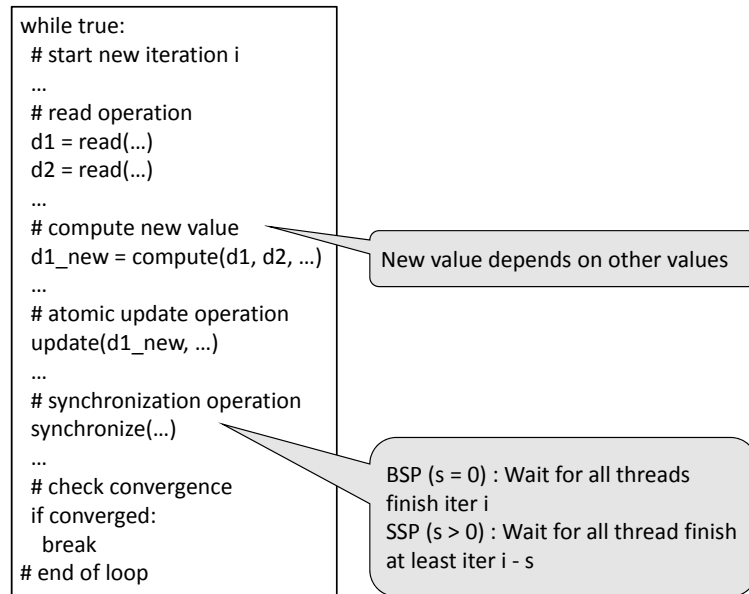 while true:
# start new iteration i
...
# read operation
d1 = read(...)
d2 = read(...)
...
# compute new value
d1_new = compute(d1, d2, ...)
...
# atomic update operation
update(d1_new, ...)
...
# synchronization operation
synchronize(...)
...
# check convergence
if converged:
break
# end of loop
New value depends on other values
BSP (s = 0) : Wait for all threads
finish iter i
SSP (s > 0) : Wait for all thread finish
at least iter i - s